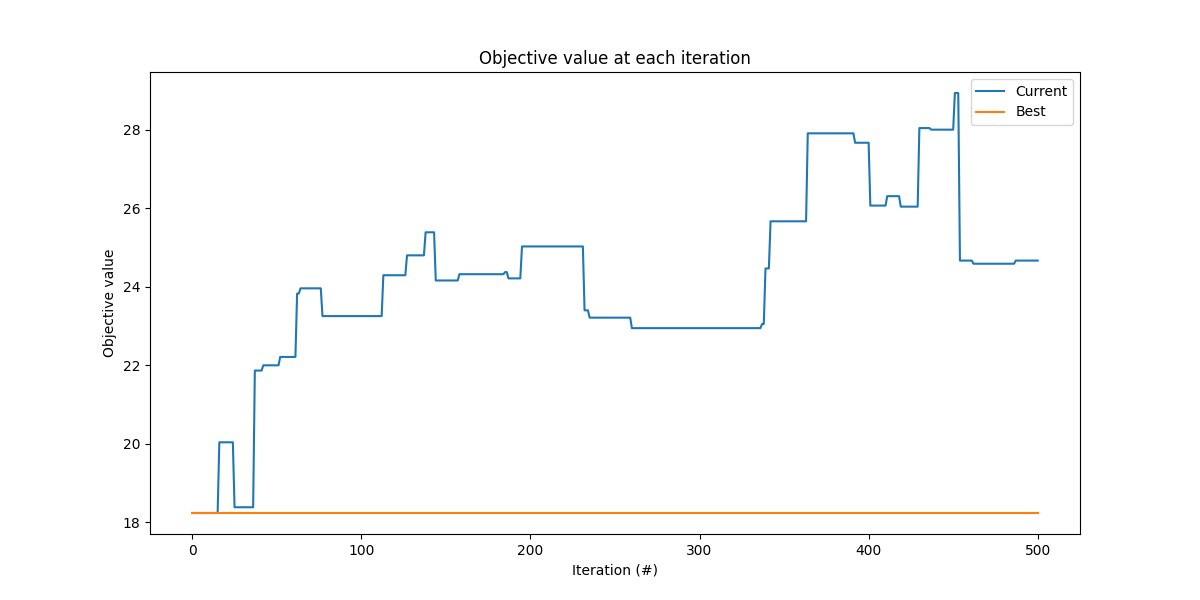 Objective value at each iteration
Current
Best
Objective value
28
26
24
22
20
18
0 100 200 300 400 500
Iteration (#)